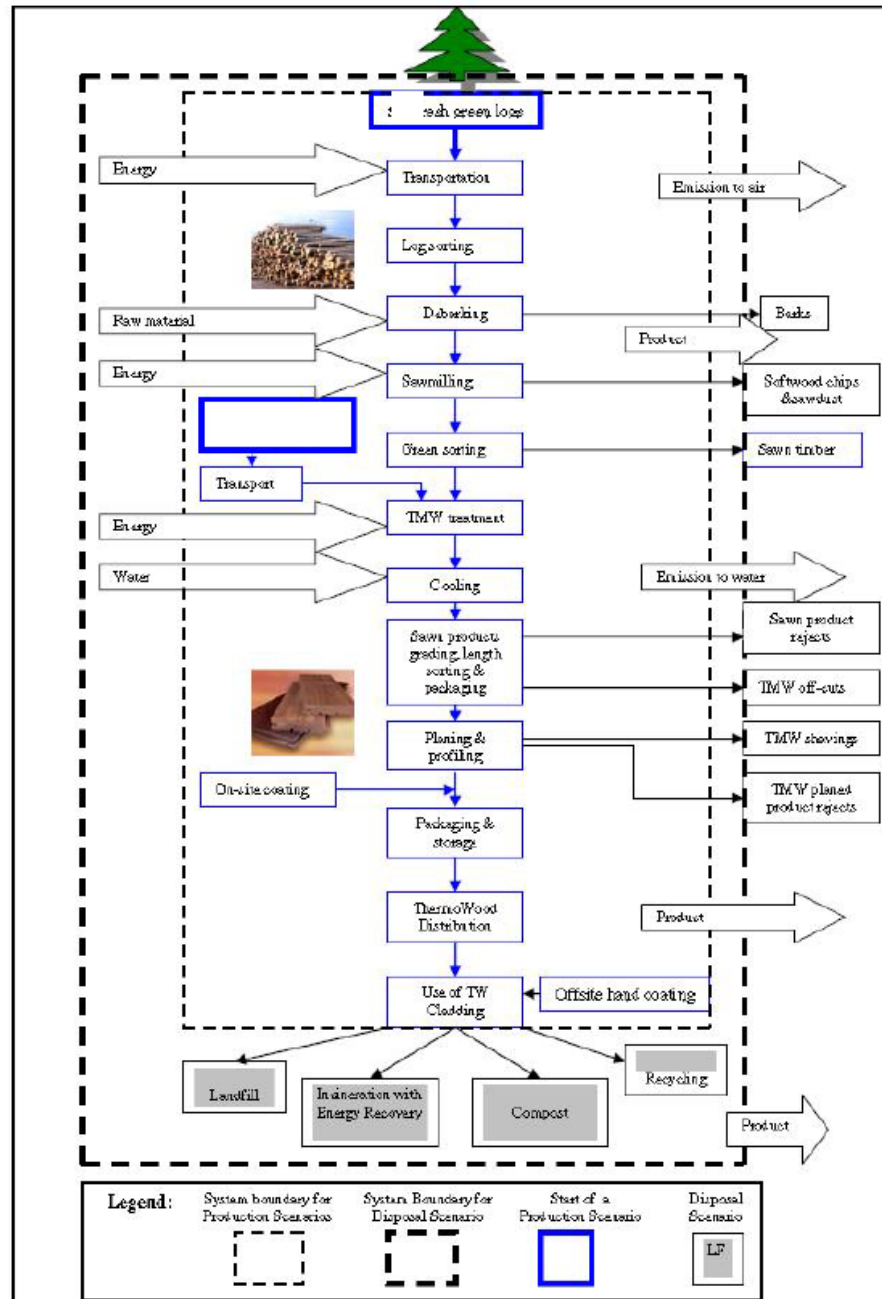 resh green logs
Energy
Transportation
Emission to air
Log sorting
Raw material
Debarking
Barks
Product
Energy
Sawmilling
Softwood chips
& sawdust
Green sorting
Sawn timber
Transport
Energy
TMW treatment
Water
Cooling
Emission to water
Sawn products
grading, length
sorting &
packaging
Sawn product
rejects
TMW off-cuts
Planing &
profiling
TMW shavings
TMW planed
product rejects
On-site coating
Packaging &
storage
ThermoWood
Distribution
Product
Use of TW
Cladding
Offsite hand coating
Landfill
Insineration with
Energy Recovery
Compost
Recycling
Product
Legend:
System boundary for
Production Scenarios
System Boundary for
Disposal Scenario
Start of a
Production Scenario
Disposal
Scenario
LF